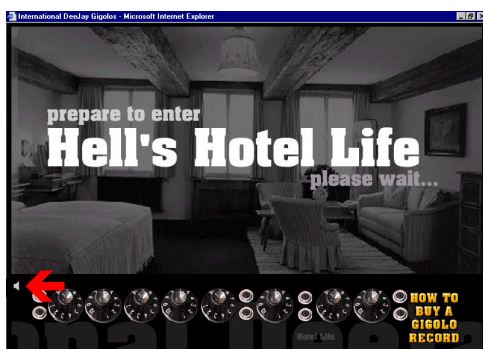 International DeeJay Gigolos - Microsoft Internet Explorer
prepare to enter
Hell's Hotel Life
please wait...
HOW TO
BUY A
GIGOLO
RECORD
Hotel Life